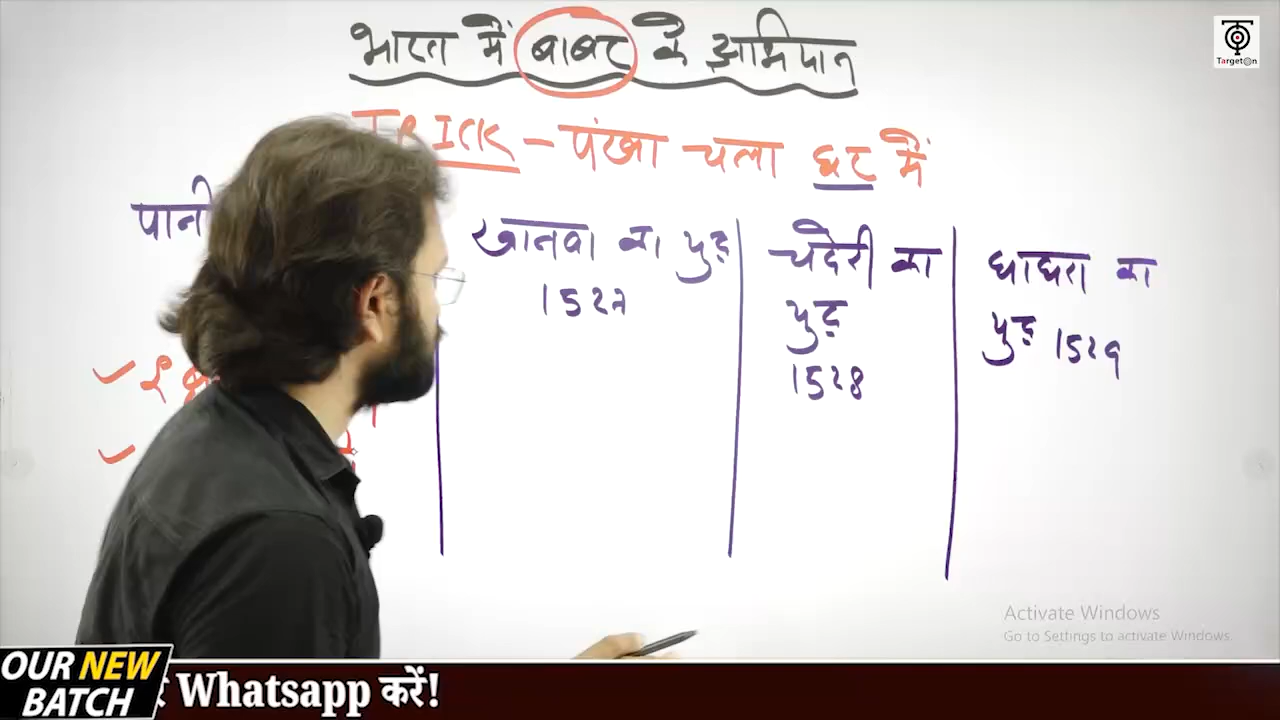 भारत में बाबर के अभियान
TRICK - पंखा चला घर में
पानी
खानवा का युद्ध
1527
चंदेरी का
युद्ध
1528
घाघरा का
युद्ध 1529
TargetOn
Activate Windows
Go to Settings to activate Windows.
OUR NEW
BATCH
Whatsapp करें!